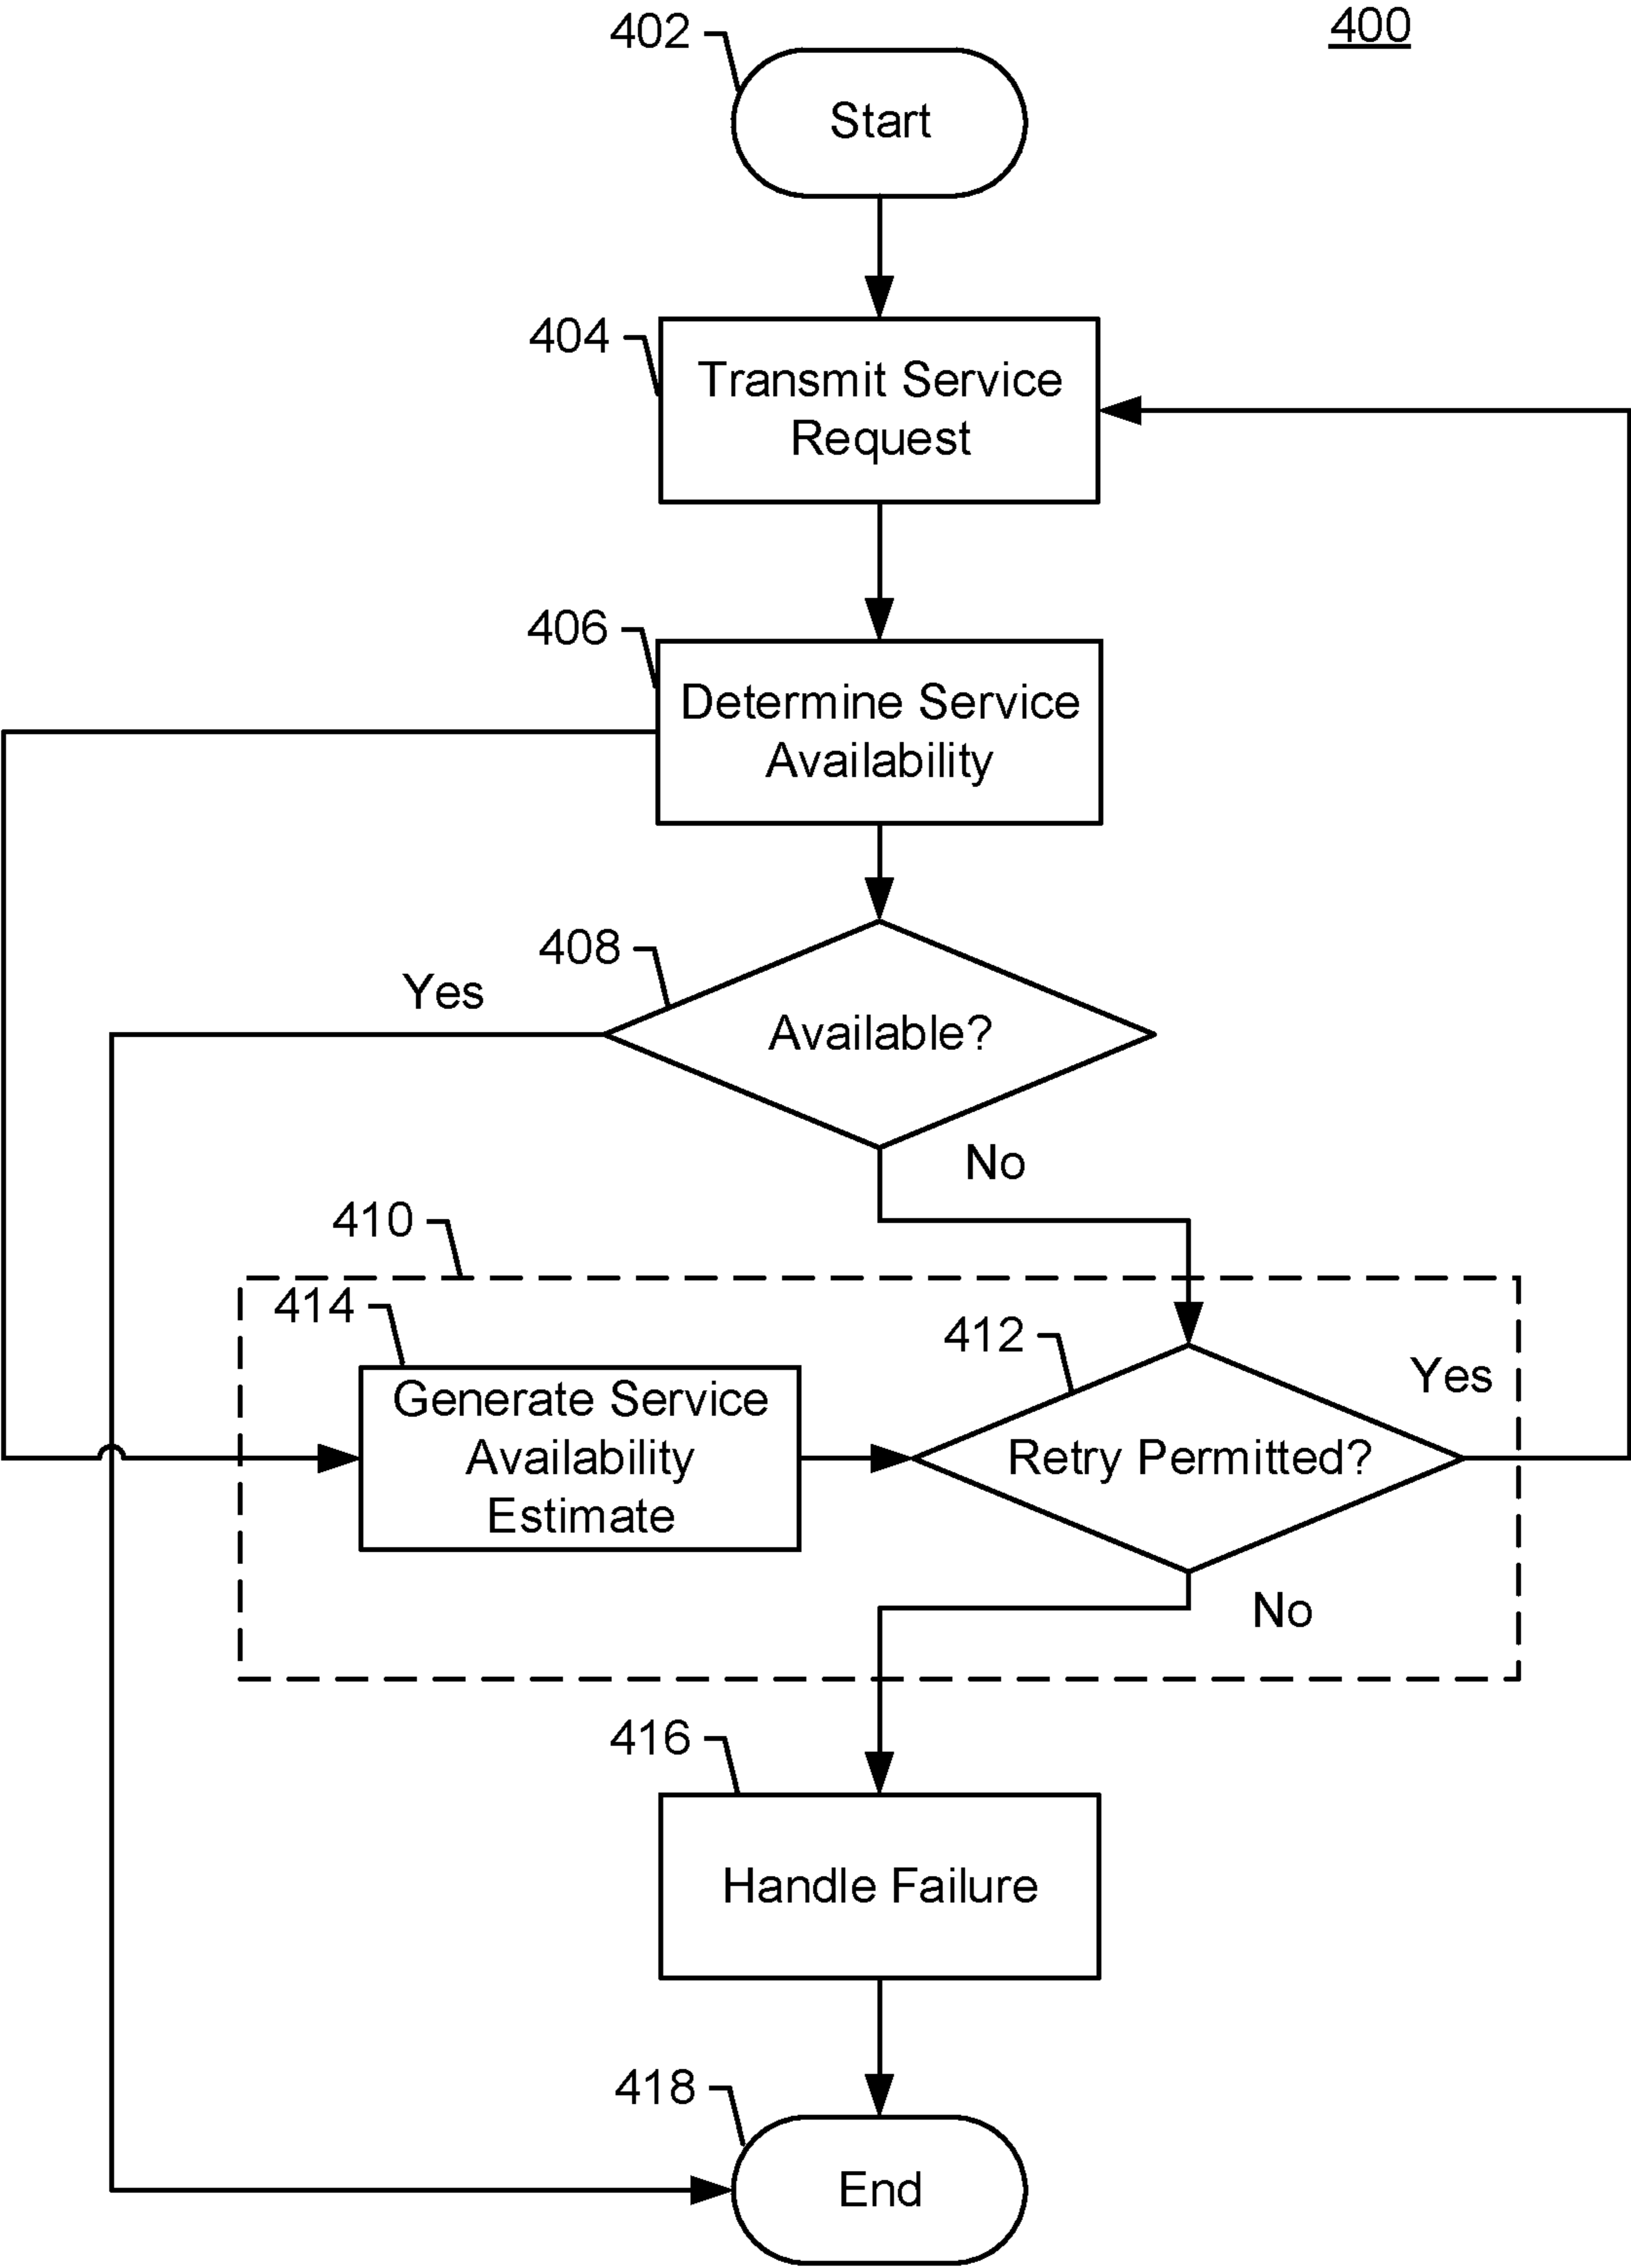 400
402
Start
404
Transmit Service
Request
406
Determine Service
Availability
408
Yes
Available?
No
410
414
412
Yes
Generate Service
Availability
Estimate
Retry Permitted?
No
416
Handle Failure
418
End